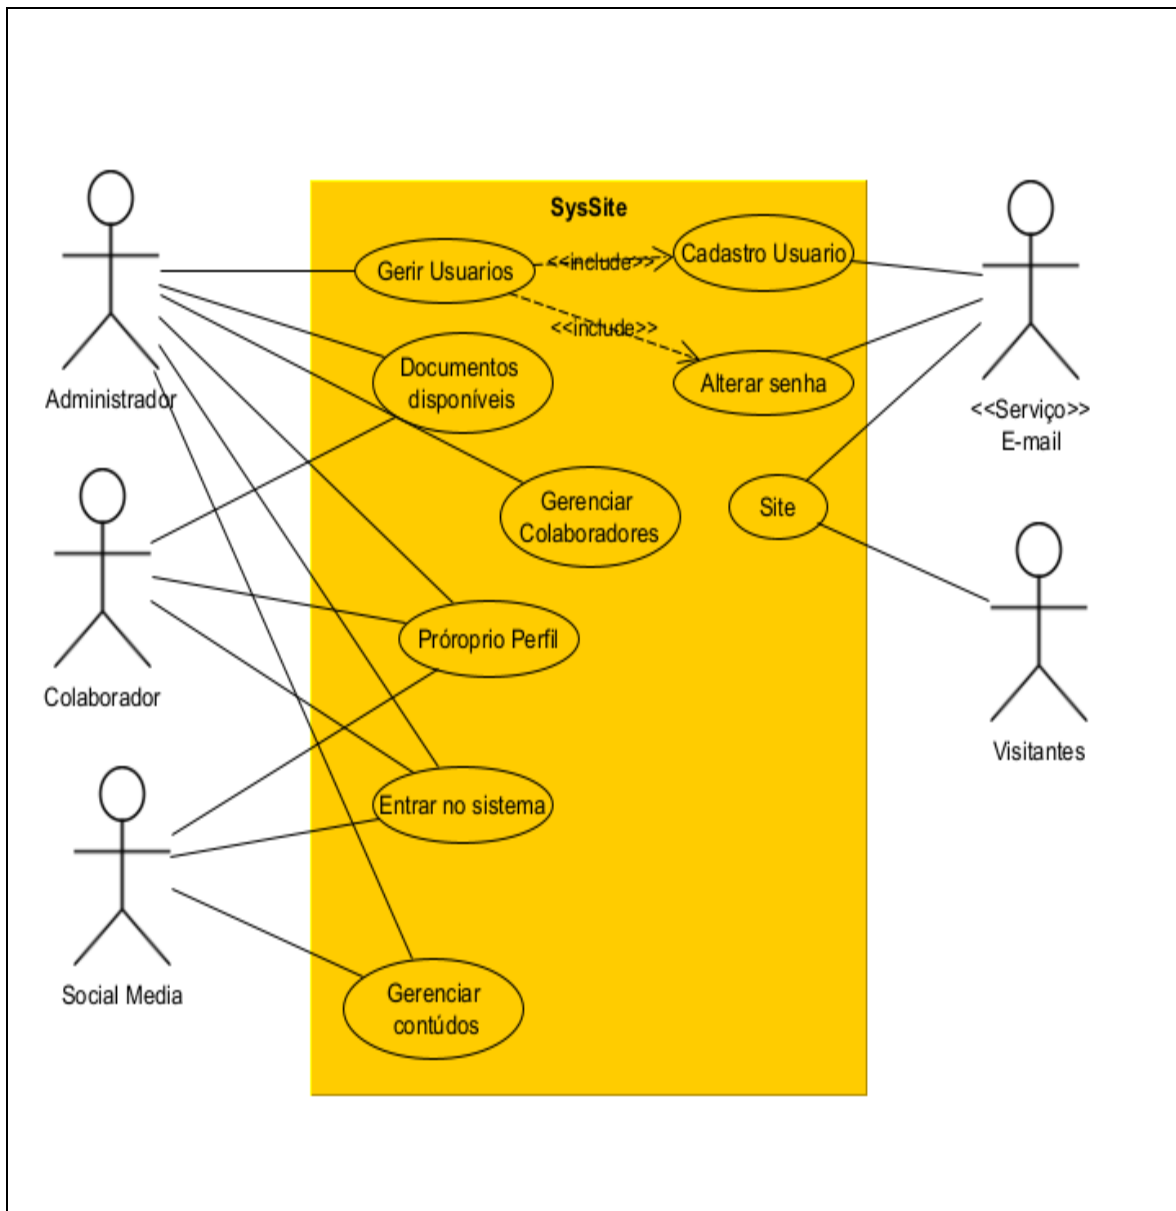 SysSite
Gerir Usuarios
<<include>>
Cadastro Usuario
<<include>>
Documentos
disponíveis
Alterar senha
Administrador
<<Serviço>>
E-mail
Gerenciar
Colaboradores
Site
Próroprio Perfil
Colaborador
Visitantes
Entrar no sistema
Social Media
Gerenciar
contúdos